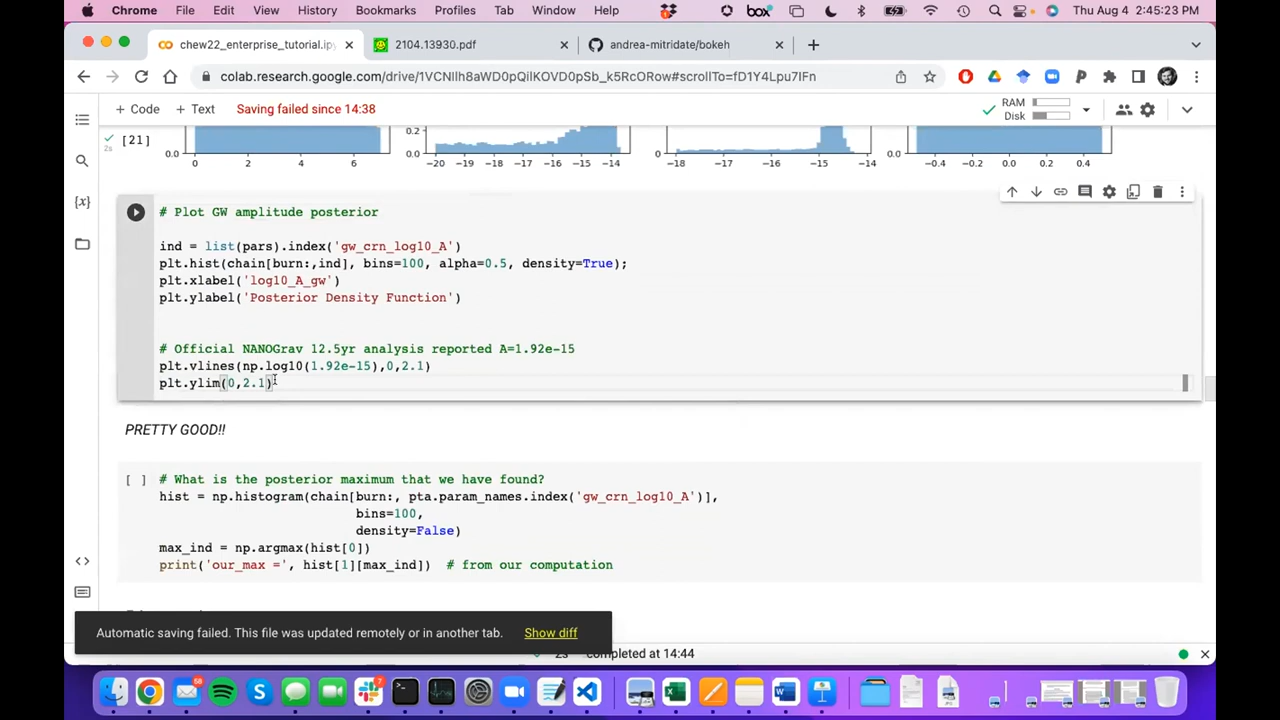 Chrome File Edit View History Bookmarks Profiles Tab Window Help box Thu Aug 4 2:45:23 PM
chew22_enterprise_tutorial.ip 2104.13930.pdf andrea-mitridate/bokeh
colab.research.google.com/drive/1VCNIlh8aWD0pQilKOVD0pSb_k5RcORow#scrollTo=fD1Y4Lpu7IFn
+ Code + Text Saving failed since 14:38 RAM
Disk
[21]
2s
0.2
0.0 0 0.0
0 2 4 6 -20 -19 -18 -17 -16 -15 -14 -18 -17 -16 -15 -14 -0.4 -0.2 0.0 0.2 0.4
# Plot GW amplitude posterior
ind = list(pars).index('gw_crn_log10_A')
plt.hist(chain[burn:,ind], bins=100, alpha=0.5, density=True);
plt.xlabel('log10_A_gw')
plt.ylabel('Posterior Density Function')
# Official NANOGrav 12.5yr analysis reported A=1.92e-15
plt.vlines(np.log10(1.92e-15),0,2.1)
plt.ylim(0,2.1)
PRETTY GOOD!!
[ ] # What is the posterior maximum that we have found?
hist = np.histogram(chain[burn:, pta.param_names.index('gw_crn_log10_A')],
bins=100,
density=False)
max_ind = np.argmax(hist[0])
print('our_max =', hist[1][max_ind]) # from our computation
Automatic saving failed. This file was updated remotely or in another tab. Show diff
2s completed at 14:44